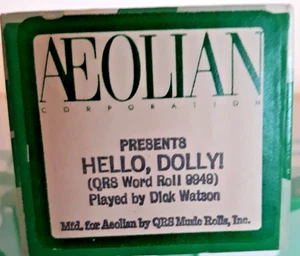 AEOLIAN
CORPORATION
PRESENTS
HELLO, DOLLY!
(QRS Word Roll 9949)
Played by Dick Watson
Mfd. for Aeolian by QRS Music Rolls, Inc.